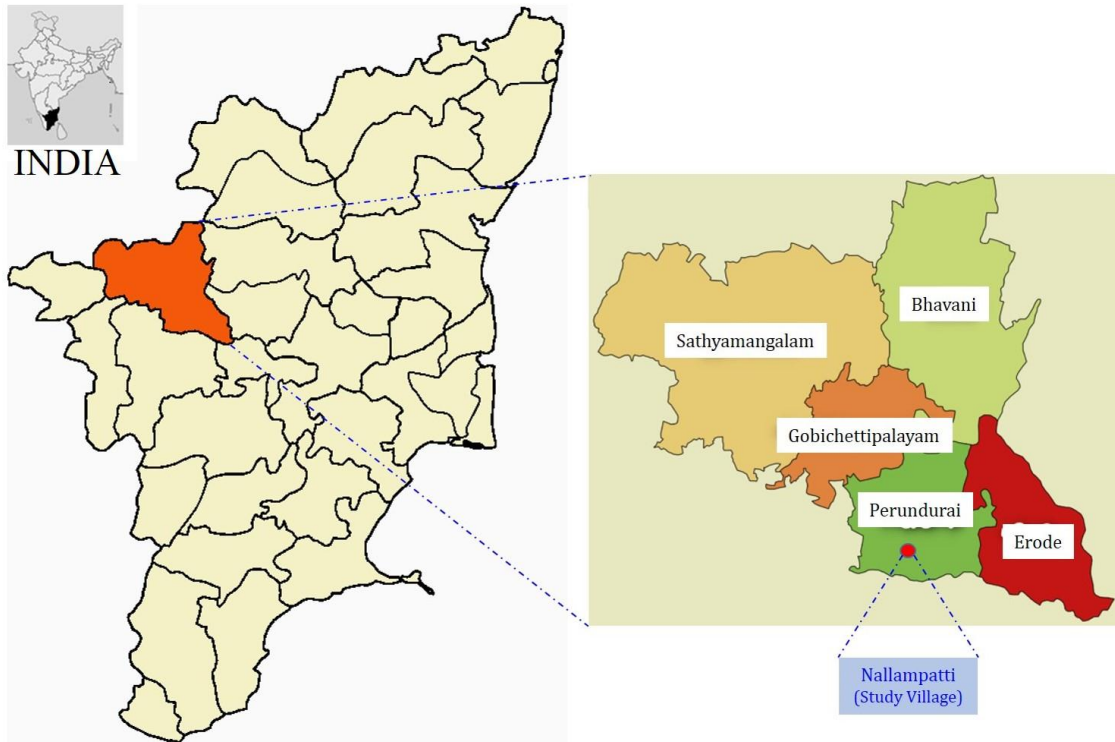 INDIA
Bhavani
Sathyamangalam
Gobichettipalayam
Perundurai
Erode
Nallampatti
(Study Village)